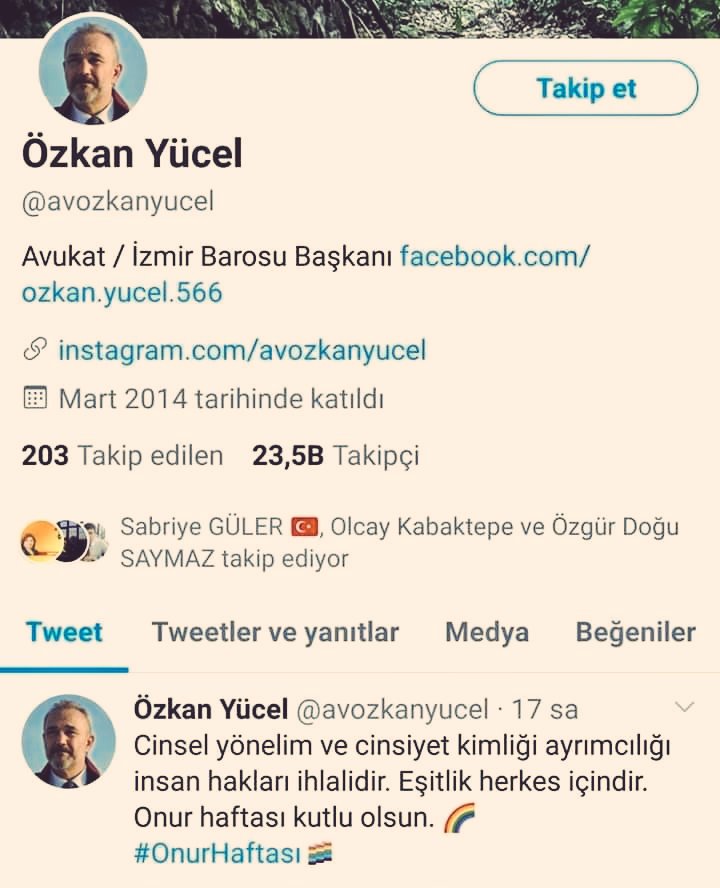 Takip et
Özkan Yücel
@avozkanyucel
Avukat / İzmir Barosu Başkanı facebook.com/
ozkan.yucel.566
instagram.com/avozkanyucel
Mart 2014 tarihinde katıldı
203 Takip edilen 23,5B Takipçi
Sabriye GÜLER 🇹🇷, Olcay Kabaktepe ve Özgür Doğu
SAYMAZ takip ediyor
Tweet Tweetler ve yanıtlar Medya Beğeniler
Özkan Yücel @avozkanyucel · 17 sa
Cinsel yönelim ve cinsiyet kimliği ayrımcılığı
insan hakları ihlalidir. Eşitlik herkes içindir.
Onur haftası kutlu olsun. 🌈
#OnurHaftası